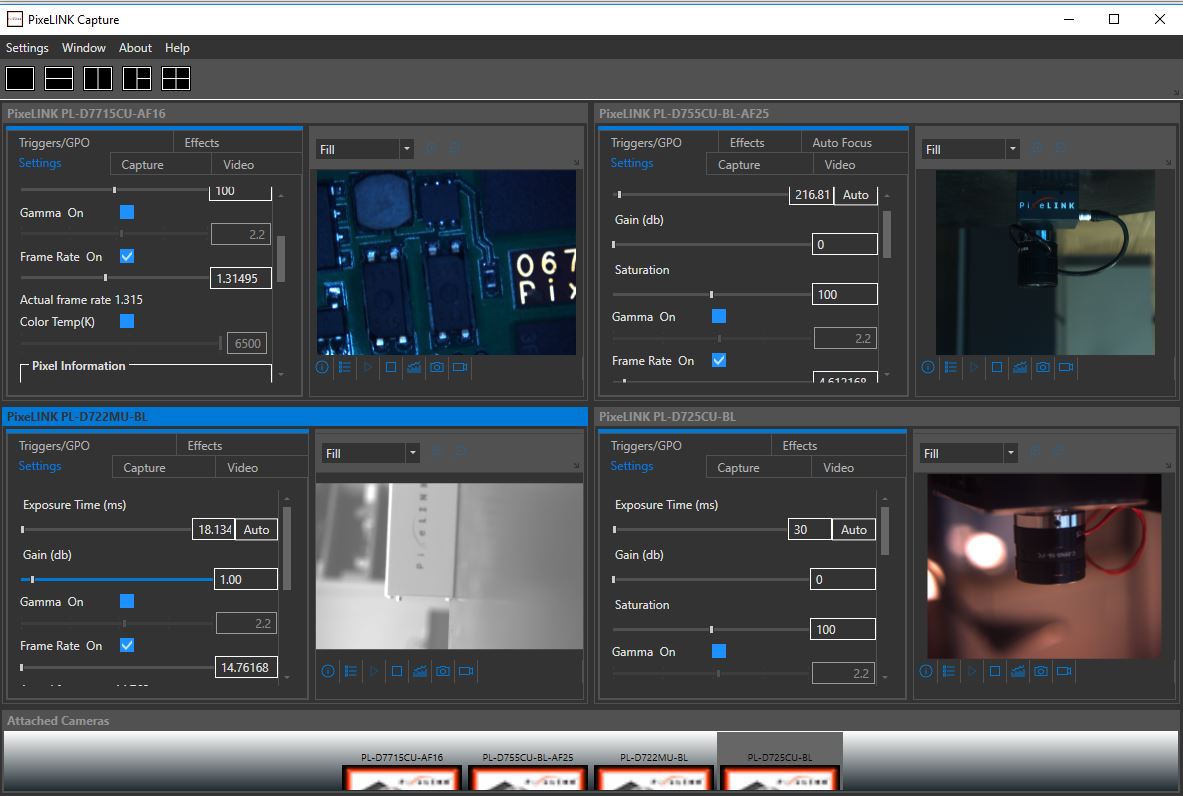 PixeLINK Capture
Settings Window About Help
PixeLINK PL-D7715CU-AF16
Triggers/GPO Effects
Settings Capture Video
100
Gamma On
2.2
Frame Rate On
1.31495
Actual frame rate 1.315
Color Temp(K)
6500
Pixel Information
Fill
067
Pix
PixeLINK PL-D755CU-BL-AF25
Triggers/GPO Effects Auto Focus
Settings Capture Video
216.81 Auto
Gain (db)
0
Saturation
100
Gamma On
2.2
Frame Rate On
4.612168
Fill
PixeLINK
PixeLINK PL-D722MU-BL
Triggers/GPO Effects
Settings Capture Video
Exposure Time (ms)
18.134 Auto
Gain (db)
1.00
Gamma On
2.2
Frame Rate On
14.76168
Fill
PixeLINK
PixeLINK PL-D725CU-BL
Triggers/GPO Effects
Settings Capture Video
Exposure Time (ms)
30 Auto
Gain (db)
0
Saturation
100
Gamma On
2.2
Fill
Attached Cameras
PL-D7715CU-AF16 PL-D755CU-BL-AF25 PL-D722MU-BL PL-D725CU-BL